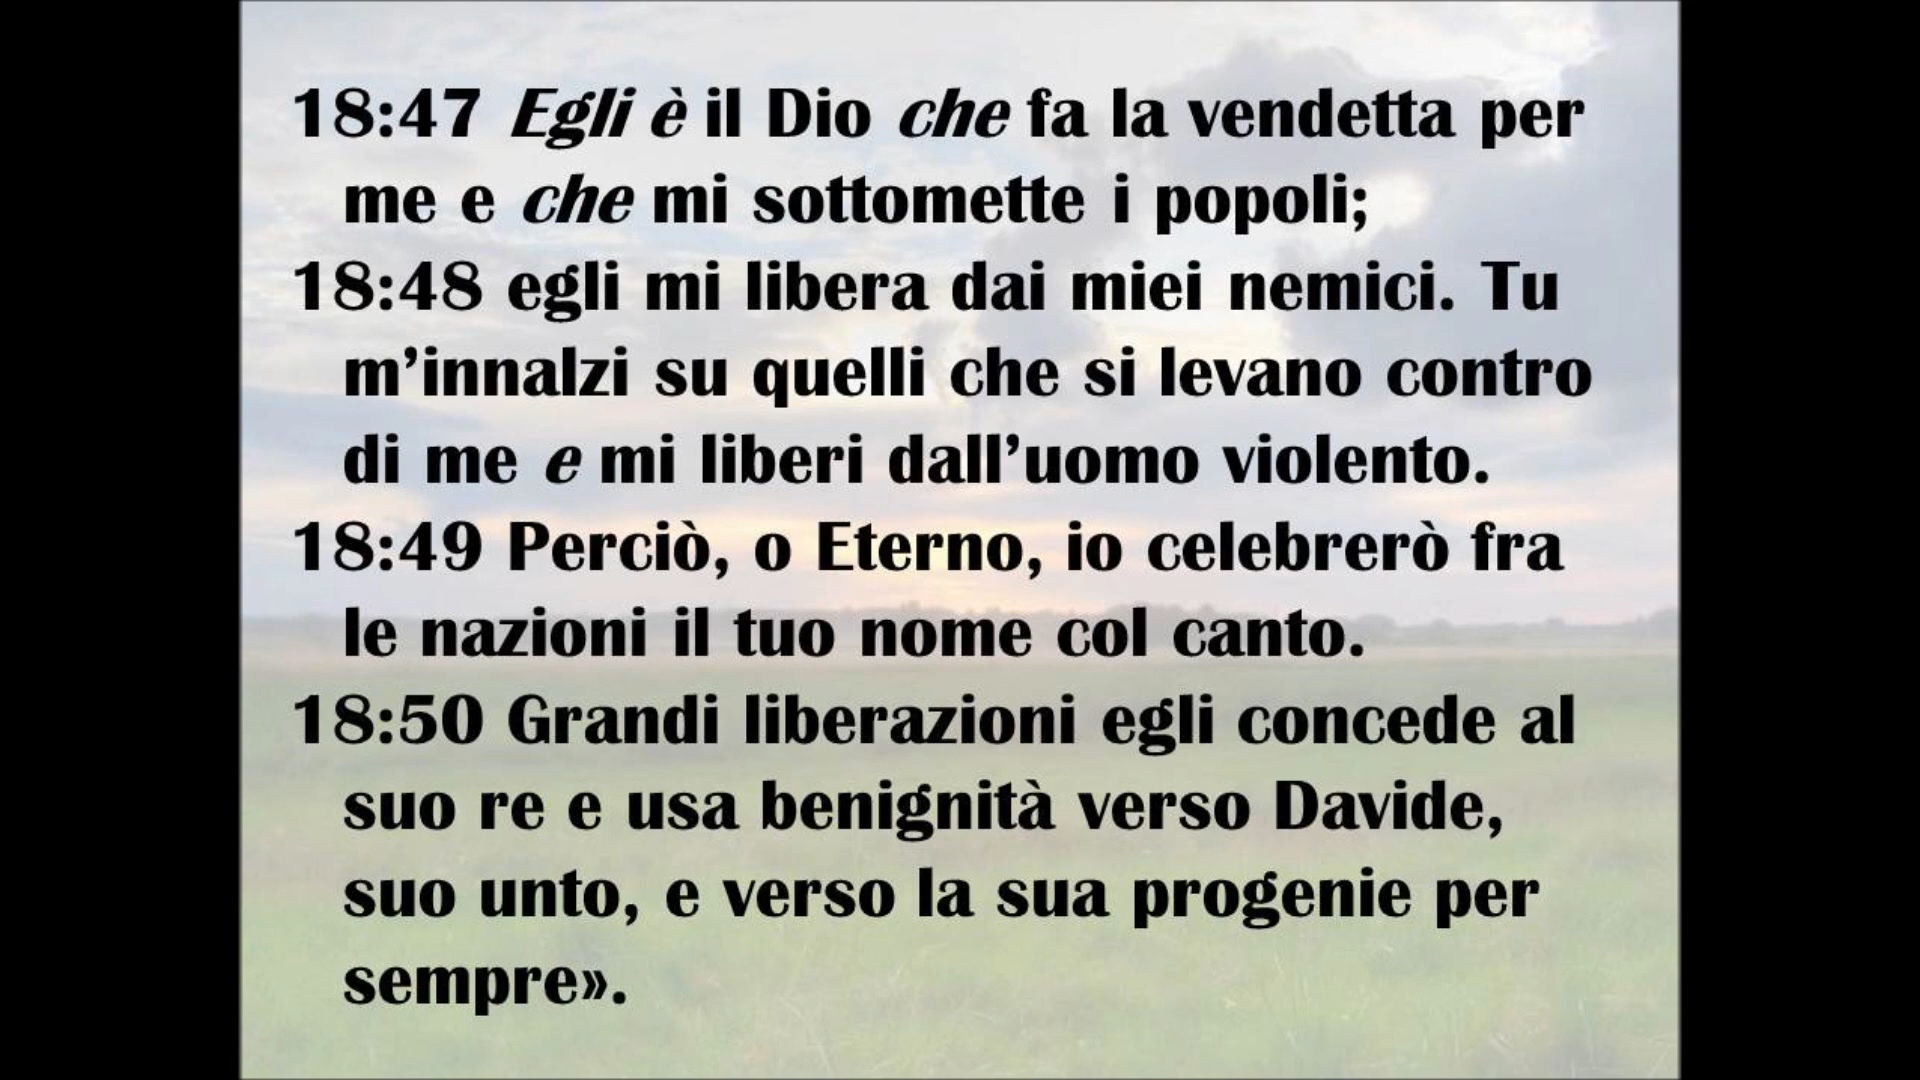 18:47 Egli è il Dio che fa la vendetta per
me e che mi sottomette i popoli;
18:48 egli mi libera dai miei nemici. Tu
m’innalzi su quelli che si levano contro
di me e mi liberi dall’uomo violento.
18:49 Perciò, o Eterno, io celebrerò fra
le nazioni il tuo nome col canto.
18:50 Grandi liberazioni egli concede al
suo re e usa benignità verso Davide,
suo unto, e verso la sua progenie per
sempre».